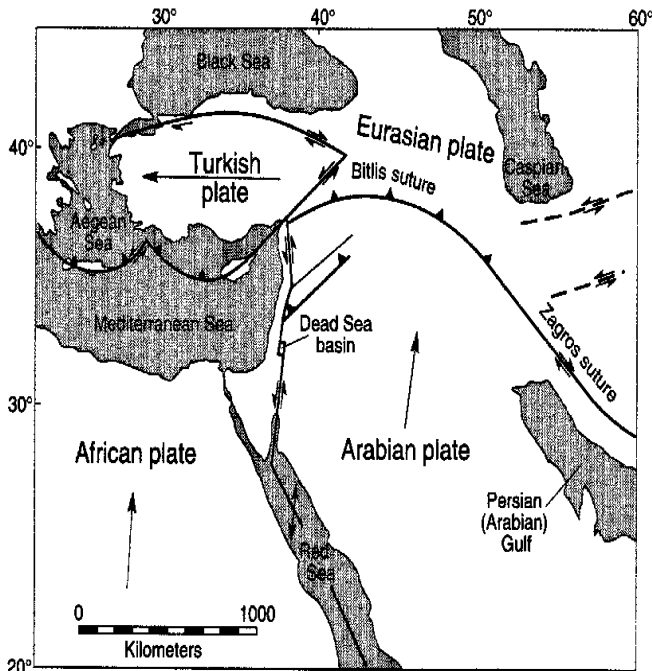 30°
40°
50°
60°
Black Sea
Eurasian plate
40°
Turkish
plate
Bitlis suture
Caspian
Sea
Aegean
Sea
Mediterranean Sea
Dead Sea
basin
Zagros suture
30°
African plate
Arabian plate
Persian
(Arabian)
Gulf
Red
Sea
0
1000
Kilometers
20°